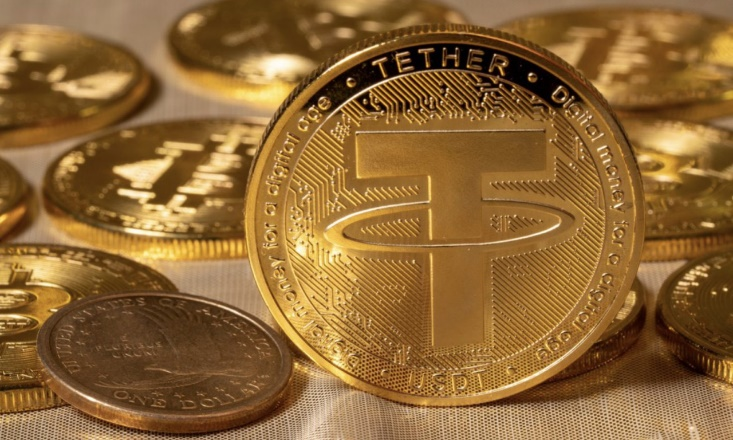 TETHER
Digital money for a digital age
money for a digital age
USDT
UNITED STATES OF AMERICA
ONE DOLLAR